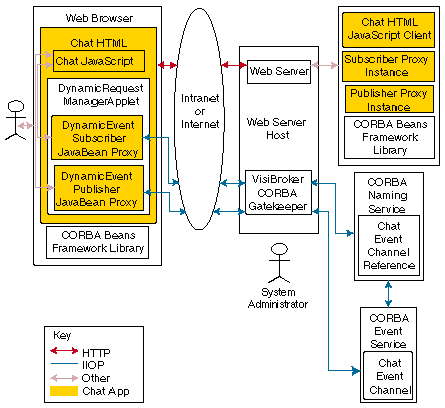 Web Browser
Chat HTML
Chat JavaScript
DynamicRequest
ManagerApplet
DynamicEvent
Subscriber
JavaBean Proxy
DynamicEvent
Publisher
JavaBean Proxy
CORBA Beans
Framework Library
Intranet
or
Internet
Web Server
Web Server
Host
VisiBroker
CORBA
Gatekeeper
System
Administrator
Chat HTML
JavaScript Client
Subscriber Proxy
Instance
Publisher Proxy
Instance
CORBA Beans
Framework
Library
CORBA
Naming
Service
Chat
Event
Channel
Reference
CORBA
Event
Service
Chat
Event
Channel
Key
HTTP
IIOP
Other
Chat App